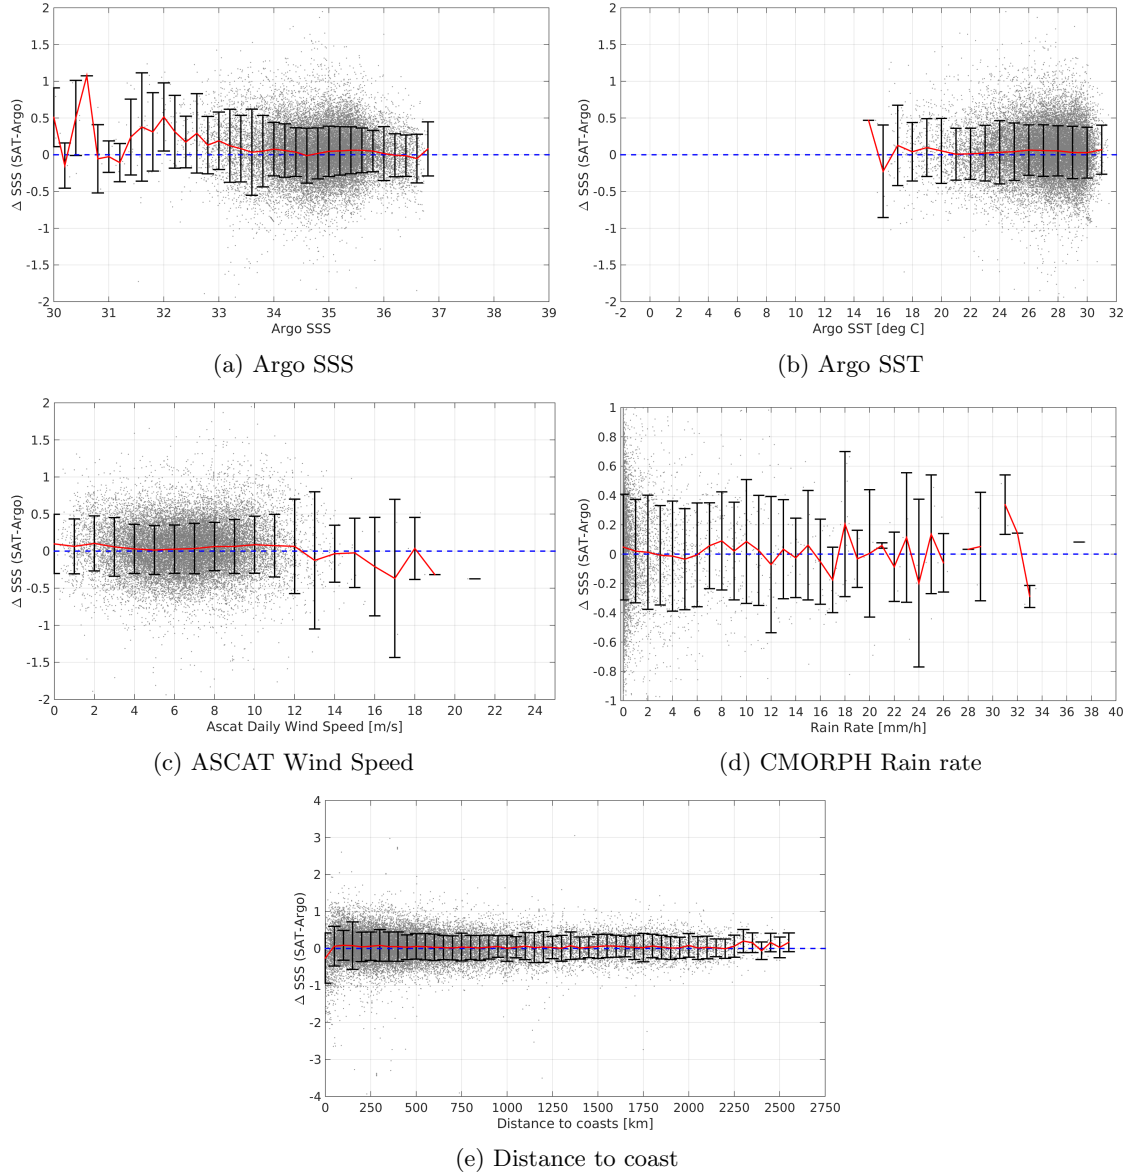 2
1.5
1
0.5
0
-0.5
-1
-1.5
-2
Δ SSS (SAT-Argo)
30 31 32 33 34 35 36 37 38 39
Argo SSS
(a) Argo SSS
2
1.5
1
0.5
0
-0.5
-1
-1.5
-2
Δ SSS (SAT-Argo)
-2 0 2 4 6 8 10 12 14 16 18 20 22 24 26 28 30 32
Argo SST [deg C]
(b) Argo SST
2
1.5
1
0.5
0
-0.5
-1
-1.5
-2
Δ SSS (SAT-Argo)
0 2 4 6 8 10 12 14 16 18 20 22 24
Ascat Daily Wind Speed [m/s]
(c) ASCAT Wind Speed
1
0.8
0.6
0.4
0.2
0
-0.2
-0.4
-0.6
-0.8
-1
Δ SSS (SAT-Argo)
0 2 4 6 8 10 12 14 16 18 20 22 24 26 28 30 32 34 36 38 40
Rain Rate [mm/h]
(d) CMORPH Rain rate
4
3
2
1
0
-1
-2
-3
-4
Δ SSS (SAT-Argo)
0 250 500 750 1000 1250 1500 1750 2000 2250 2500 2750
Distance to coasts [km]
(e) Distance to coast